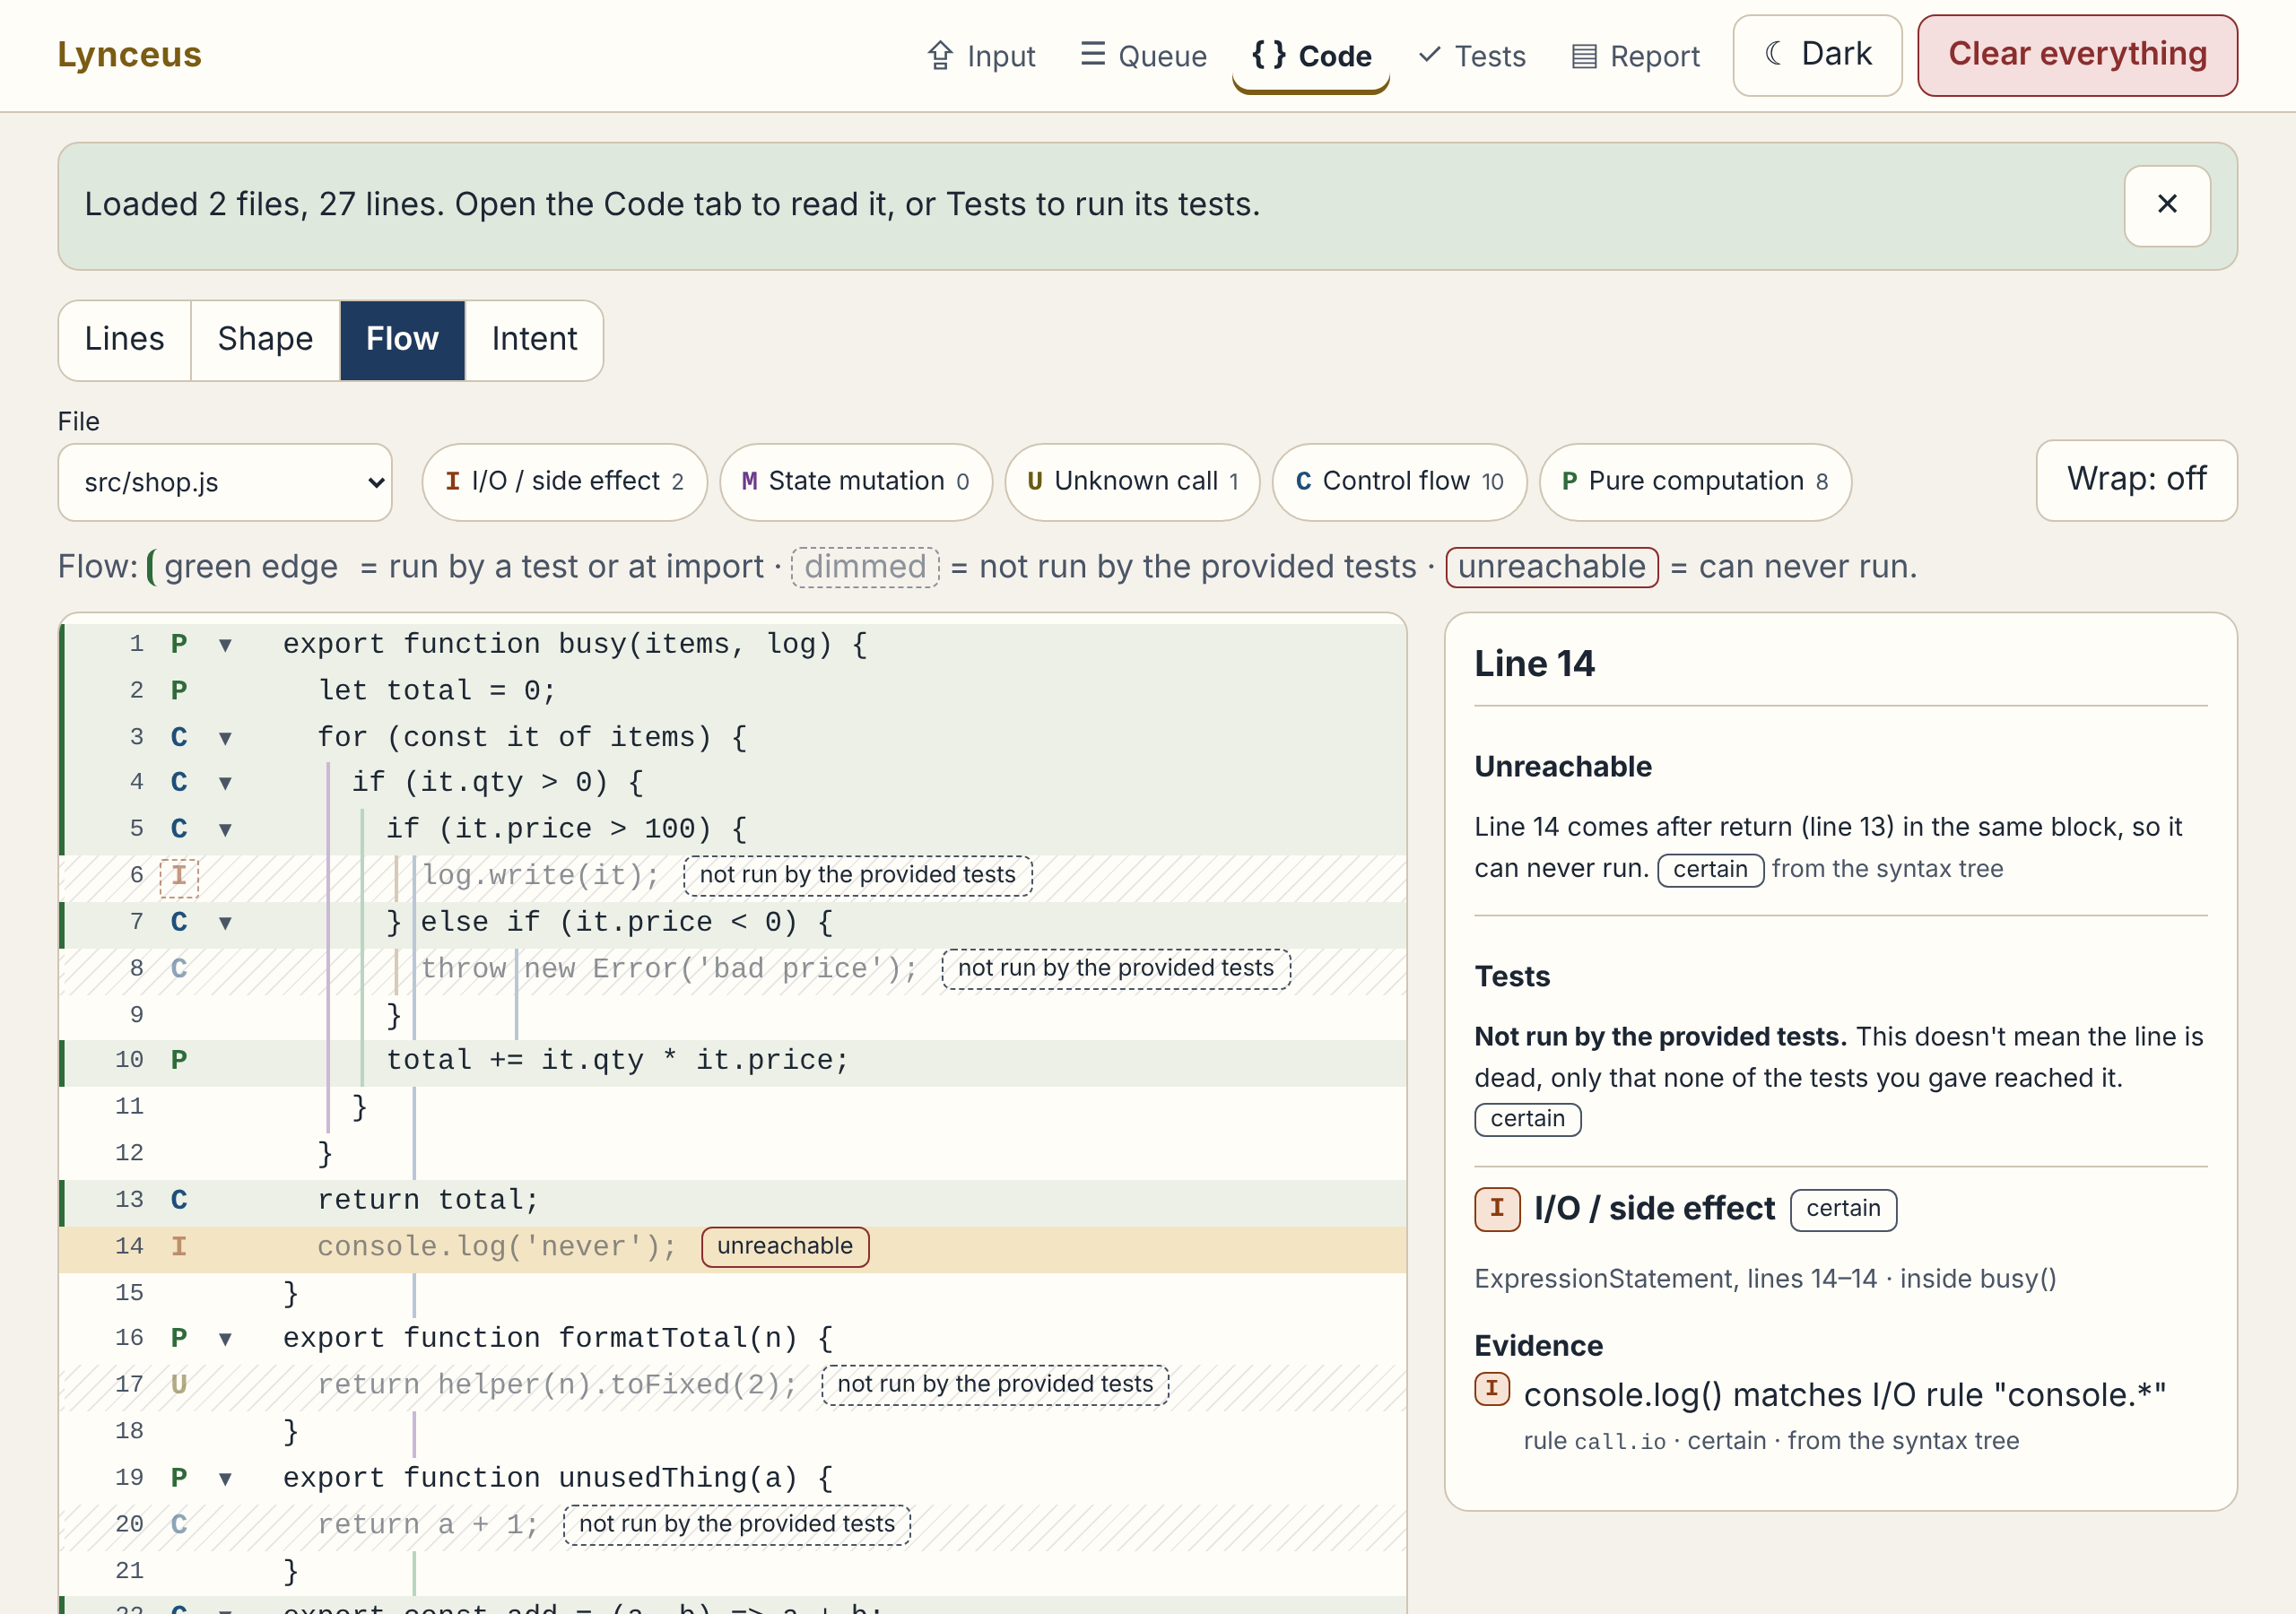 Lynceus
Input
Queue
{ } Code
Tests
Report
Dark
Clear everything
Loaded 2 files, 27 lines. Open the Code tab to read it, or Tests to run its tests.
×
Lines
Shape
Flow
Intent
File
src/shop.js
I I/O / side effect 2
M State mutation 0
U Unknown call 1
C Control flow 10
P Pure computation 8
Wrap: off
Flow: green edge = run by a test or at import · dimmed = not run by the provided tests · unreachable = can never run.
1 P ▼ export function busy(items, log) {
2 P let total = 0;
3 C ▼ for (const it of items) {
4 C ▼ if (it.qty > 0) {
5 C ▼ if (it.price > 100) {
6 I log.write(it); not run by the provided tests
7 C ▼ } else if (it.price < 0) {
8 C throw new Error('bad price'); not run by the provided tests
9 }
10 P total += it.qty * it.price;
11 }
12 }
13 C return total;
14 I console.log('never'); unreachable
15 }
16 P ▼ export function formatTotal(n) {
17 U return helper(n).toFixed(2); not run by the provided tests
18 }
19 P ▼ export function unusedThing(a) {
20 C return a + 1; not run by the provided tests
21 }
22 C ▼ export const add = (a, b) => a + b;
Line 14
Unreachable
Line 14 comes after return (line 13) in the same block, so it
can never run. certain from the syntax tree
Tests
Not run by the provided tests. This doesn't mean the line is
dead, only that none of the tests you gave reached it.
certain
I I/O / side effect certain
ExpressionStatement, lines 14–14 · inside busy()
Evidence
I console.log() matches I/O rule "console.*"
rule call.io · certain · from the syntax tree